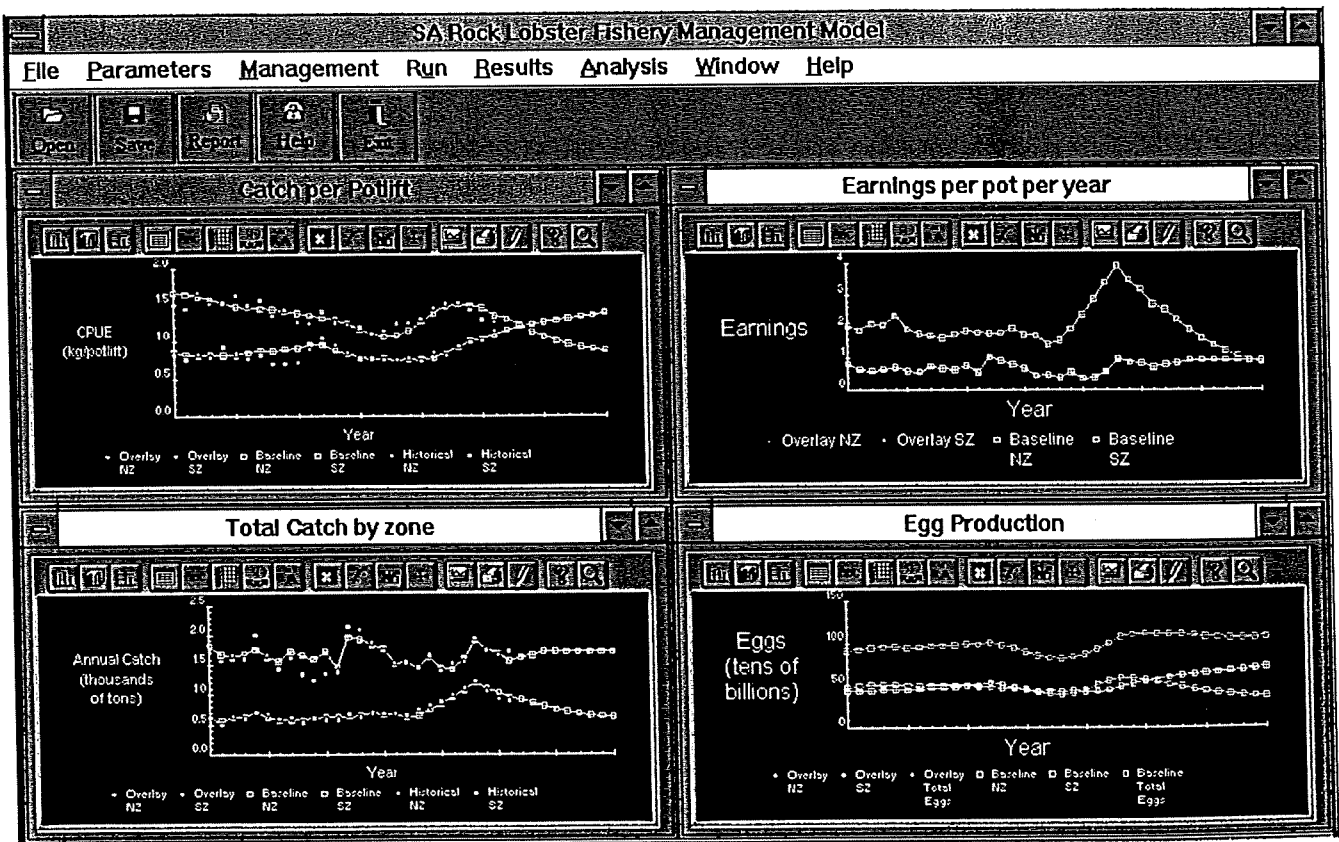 SA Rock Lobster Fishery Management Model
File Parameters Management Run Results Analysis Window Help
Open Save Report Help Exit
Catch per Potlift
2.0
1.5
1.0
0.5
0.0
CPUE
(kg/potlift)
Year
Overlay NZ
Overlay SZ
Baseline NZ
Baseline SZ
Historical NZ
Historical SZ
Earnings per pot per year
4
3
2
1
0
Earnings
Year
Overlay NZ
Overlay SZ
Baseline NZ
Baseline SZ
Total Catch by zone
2.5
2.0
1.5
1.0
0.5
0.0
Annual Catch
(thousands
of tons)
Year
Overlay NZ
Overlay SZ
Baseline NZ
Baseline SZ
Historical NZ
Historical SZ
Egg Production
150
100
50
0
Eggs
(tens of
billions)
Year
Overlay NZ
Overlay SZ
Overlay Total Eggs
Baseline NZ
Baseline SZ
Baseline Total Eggs